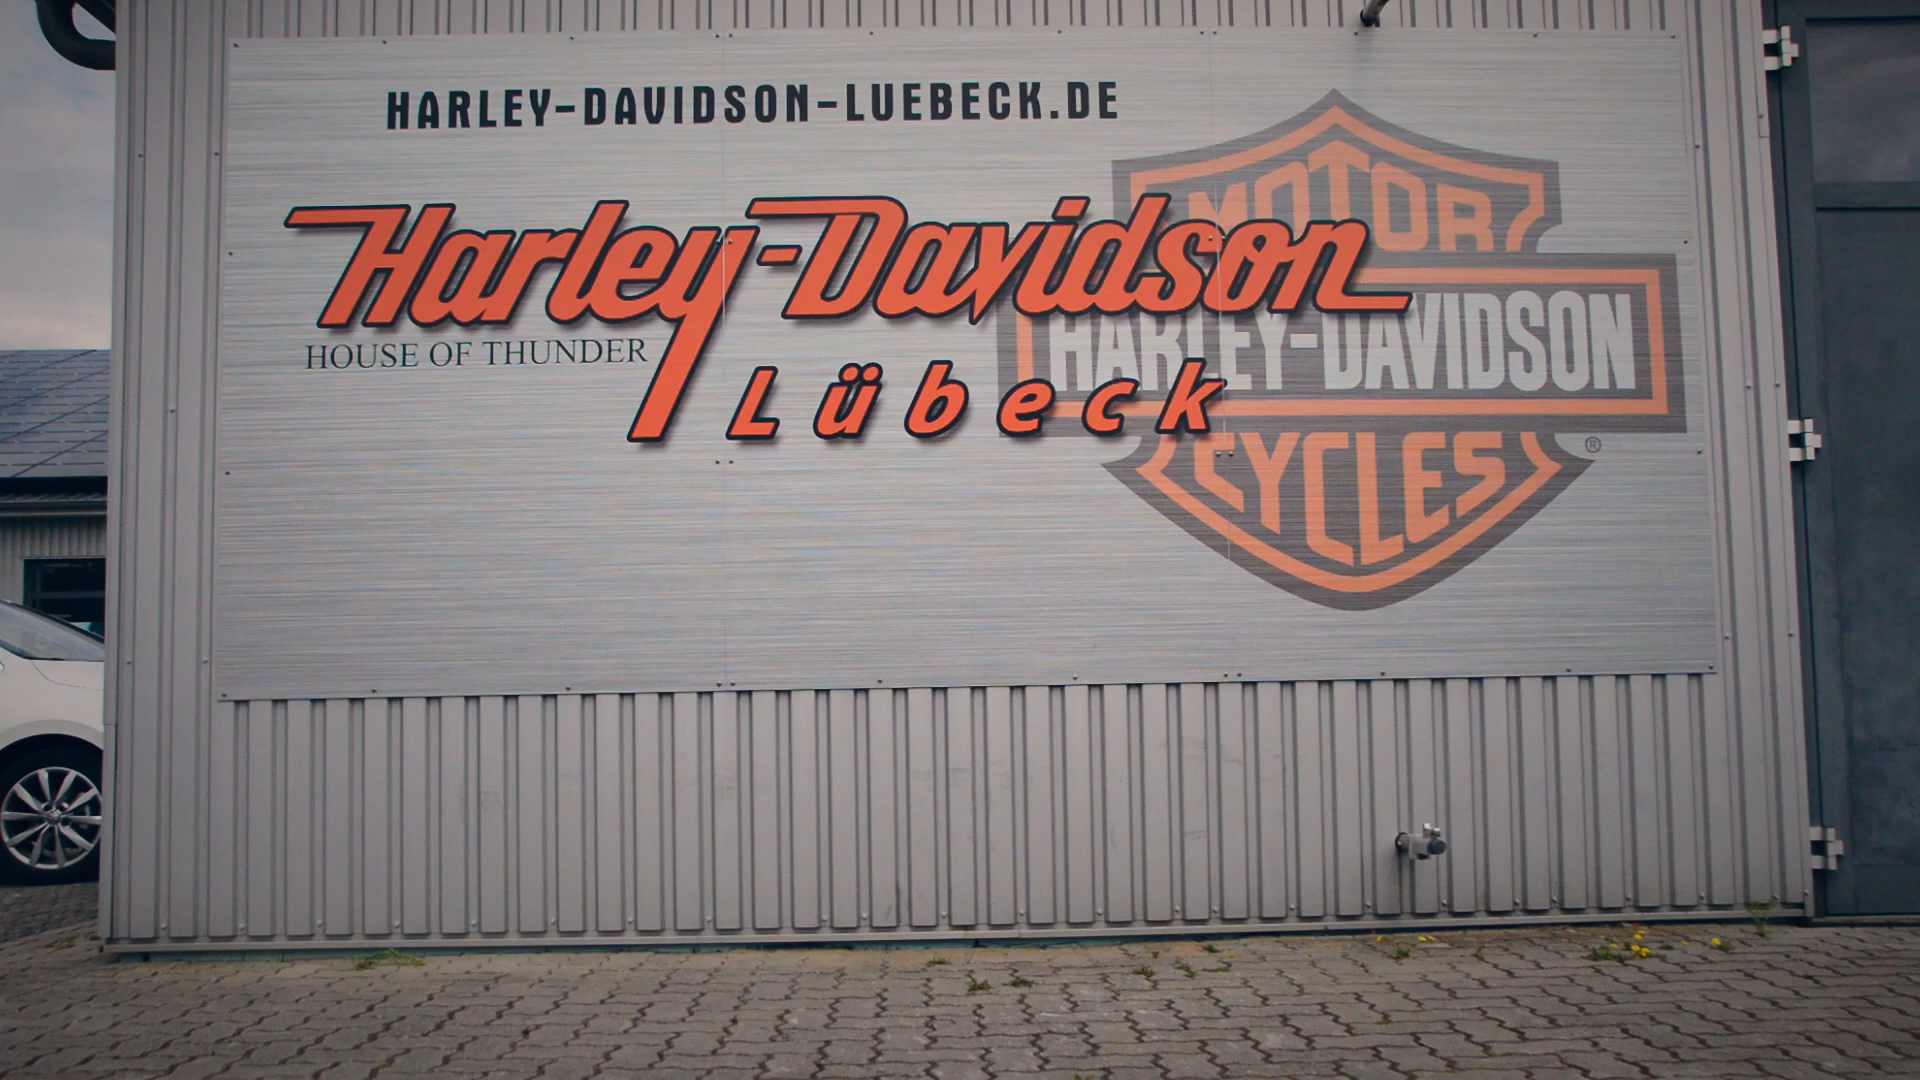 HARLEY-DAVIDSON-LUEBECK.DE
Harley-Davidson
HOUSE OF THUNDER
Lübeck
MOTOR
HARLEY-DAVIDSON
CYCLES
®